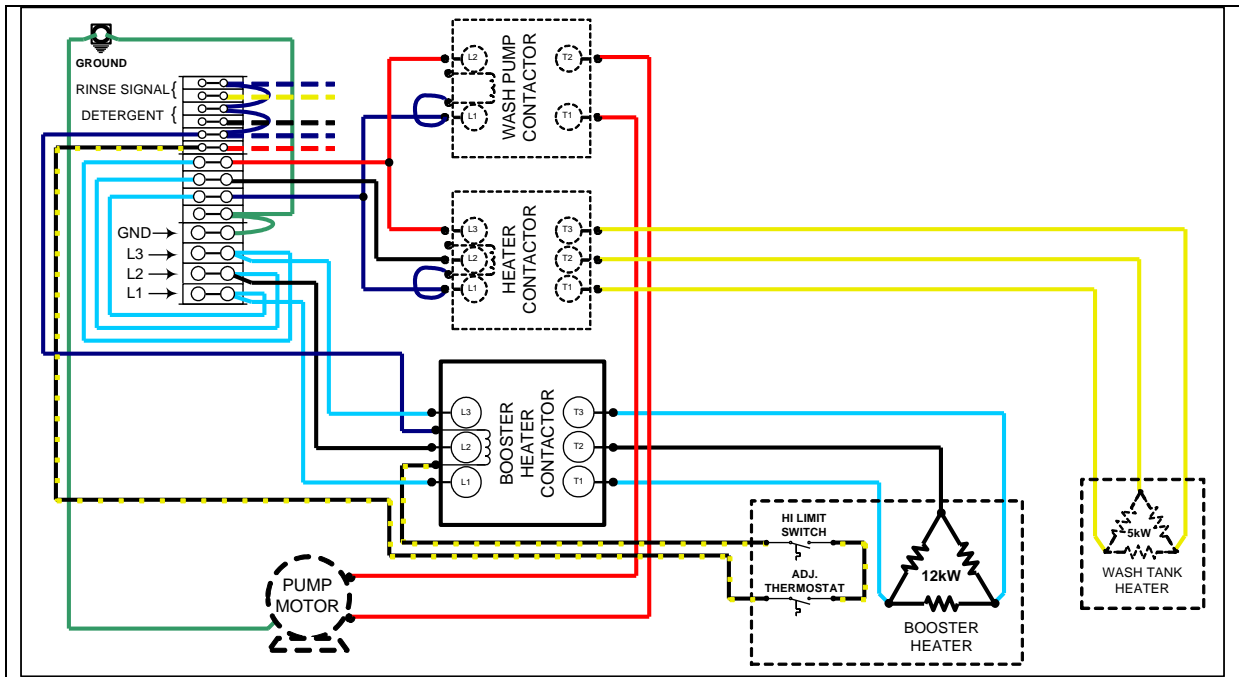 GROUND
RINSE SIGNAL {
DETERGENT {
GND
L3
L2
L1
L2
L1
WASH PUMP
CONTACTOR
T2
T1
L3
L2
L1
HEATER
CONTACTOR
T3
T2
T1
L3
L2
L1
BOOSTER
HEATER
CONTACTOR
T3
T2
T1
PUMP
MOTOR
HI LIMIT
SWITCH
ADJ.
THERMOSTAT
12kW
BOOSTER
HEATER
5kW
WASH TANK
HEATER